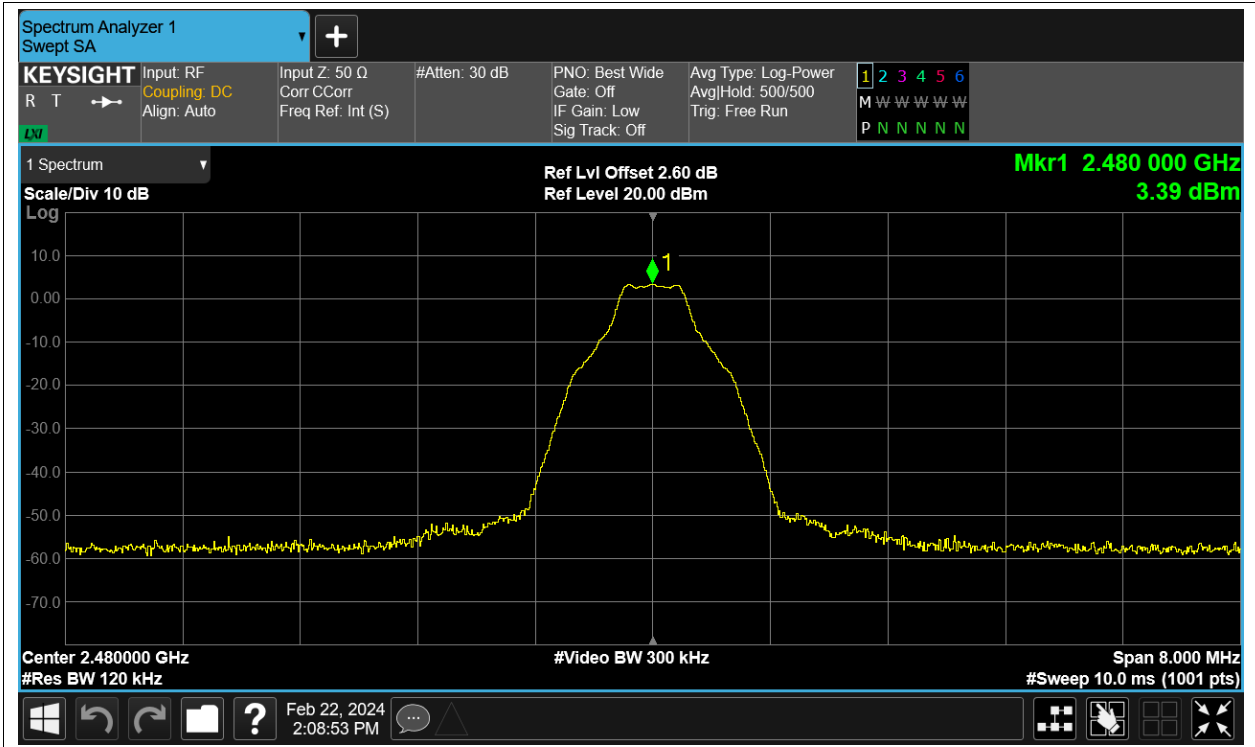 Spectrum Analyzer 1
Swept SA
KEYSIGHT
R T
LXI
Input: RF
Coupling: DC
Align: Auto
Input Z: 50 Ω
Corr CCorr
Freq Ref: Int (S)
#Atten: 30 dB
PNO: Best Wide
Gate: Off
IF Gain: Low
Sig Track: Off
Avg Type: Log-Power
Avg|Hold: 500/500
Trig: Free Run
1 2 3 4 5 6
M W W W W W
P N N N N N
1 Spectrum
Scale/Div 10 dB
Log
Ref Lvl Offset 2.60 dB
Ref Level 20.00 dBm
Mkr1 2.480 000 GHz
3.39 dBm
1
10.0
0.00
-10.0
-20.0
-30.0
-40.0
-50.0
-60.0
-70.0
Center 2.480000 GHz
#Res BW 120 kHz
#Video BW 300 kHz
Span 8.000 MHz
#Sweep 10.0 ms (1001 pts)
?
Feb 22, 2024
2:08:53 PM